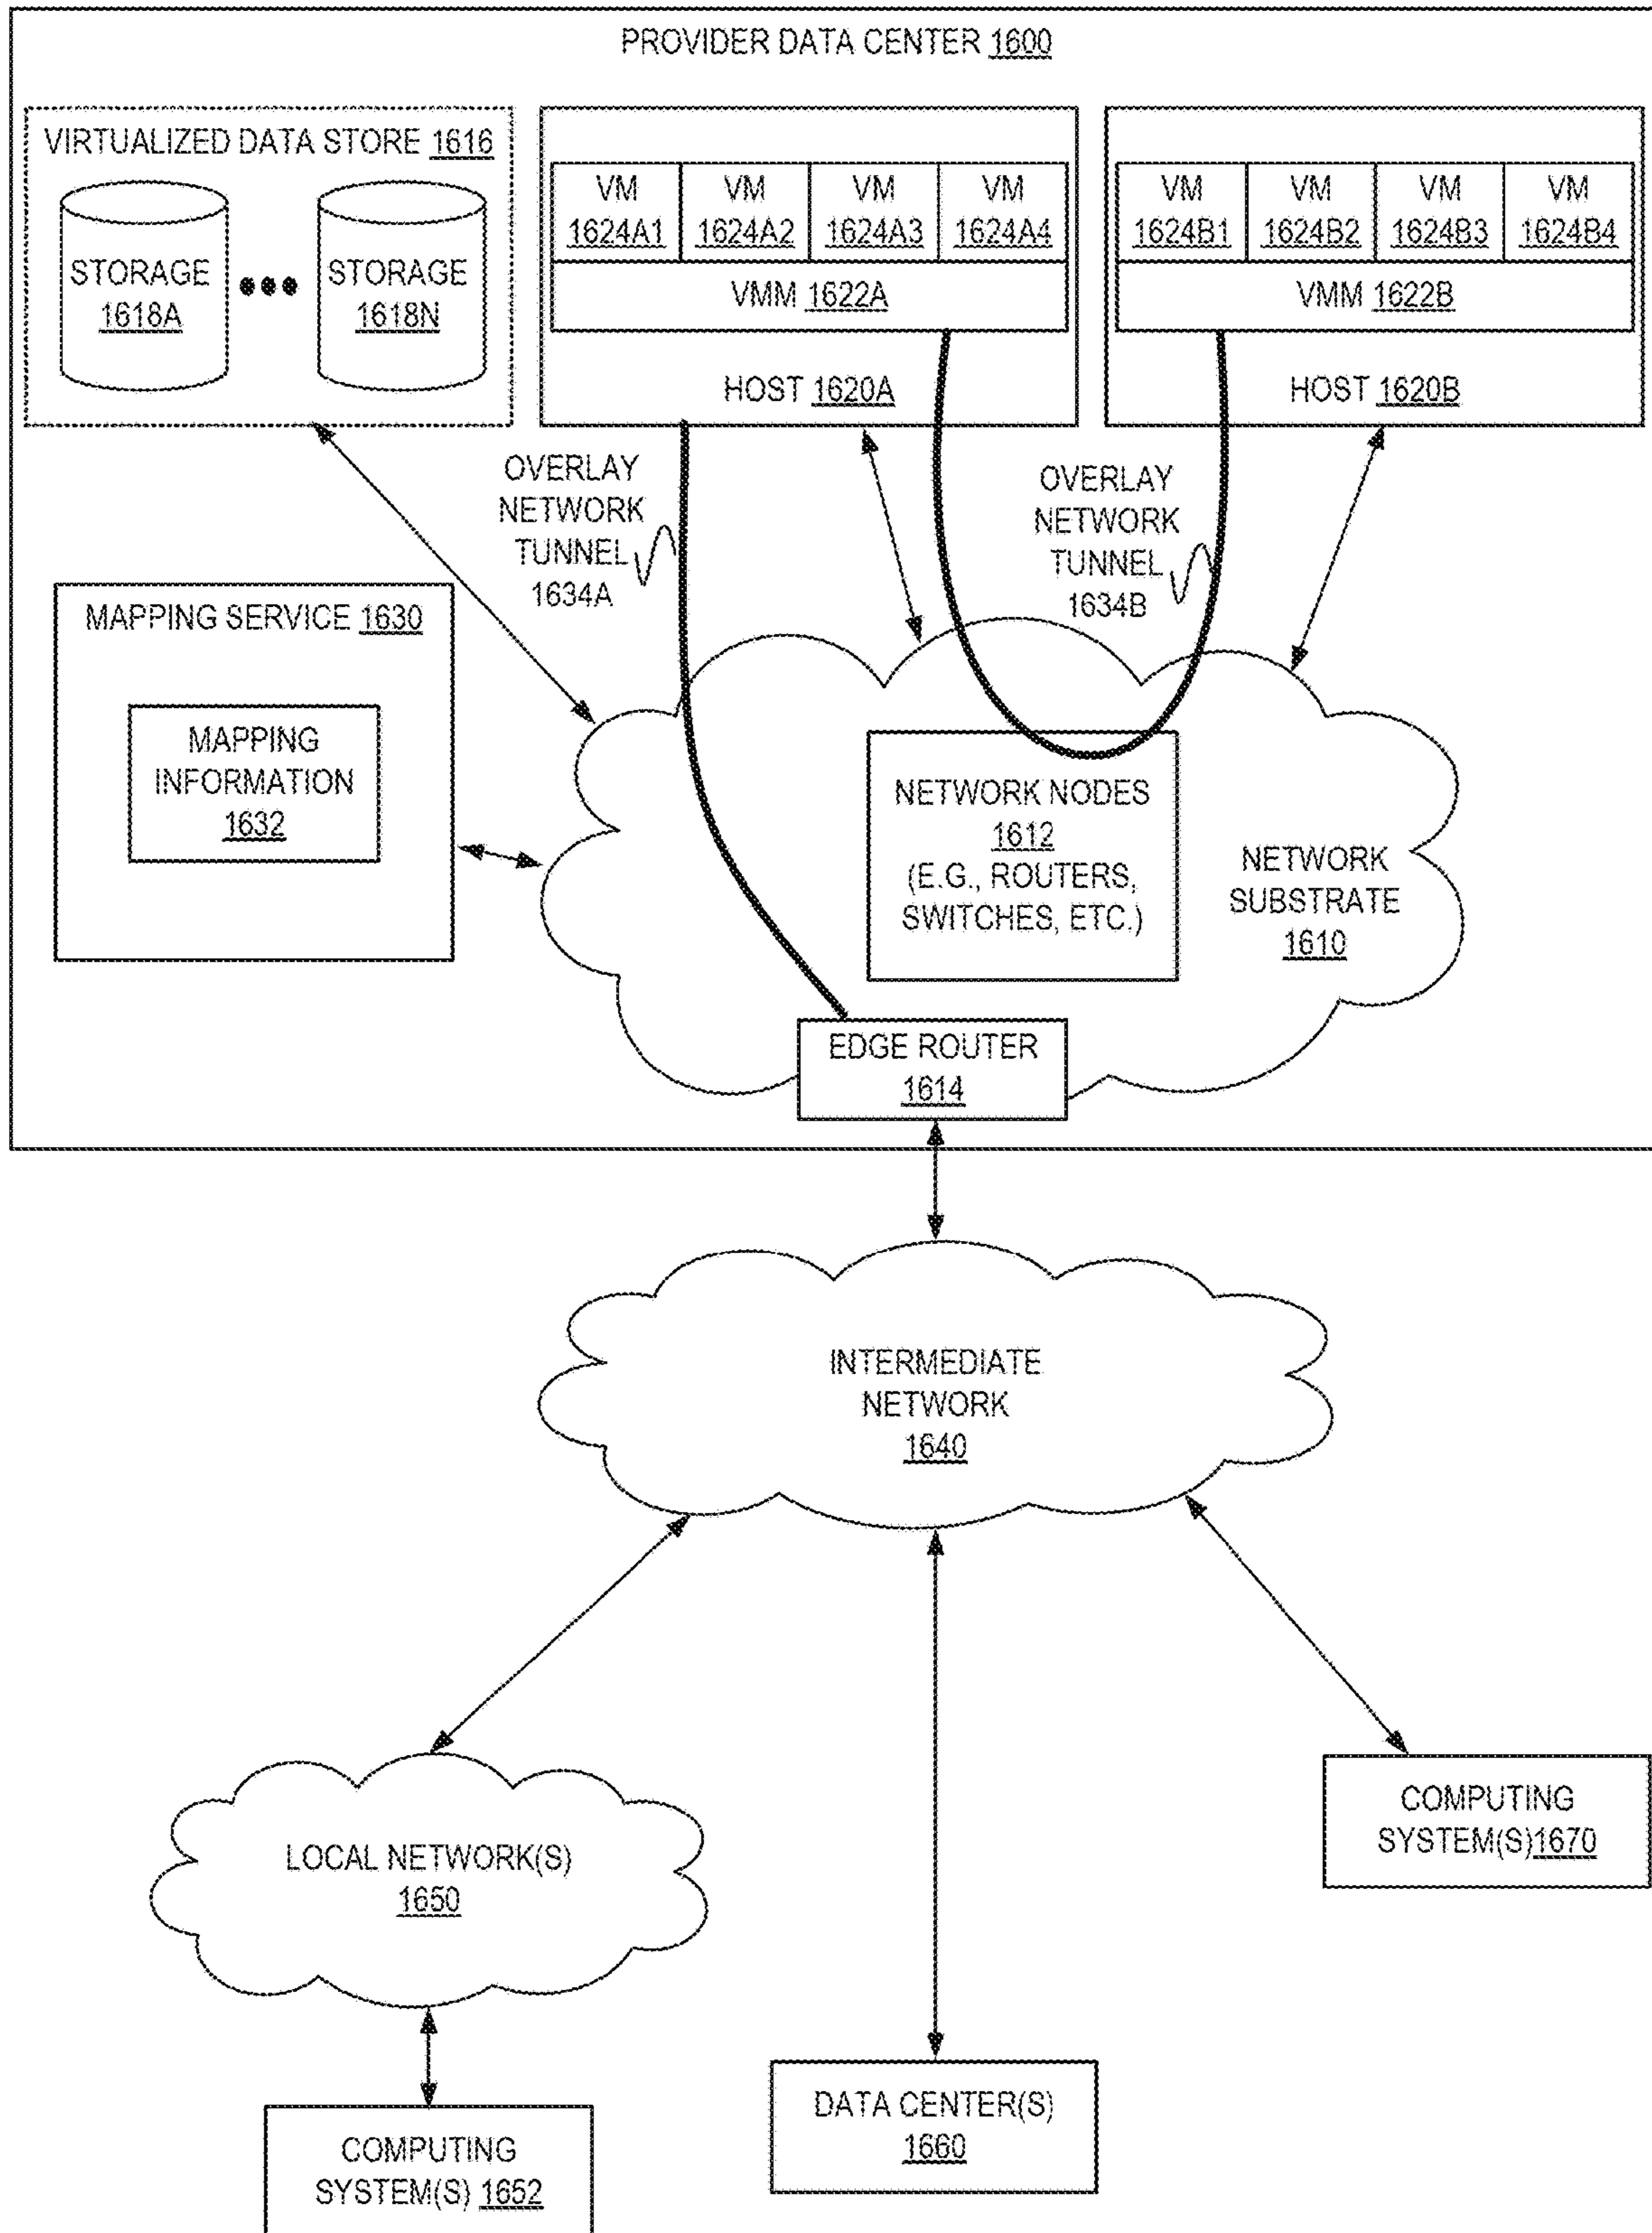 PROVIDER DATA CENTER 1600
VIRTUALIZED DATA STORE 1616
STORAGE
1618A
STORAGE
1618N
VM
1624A1
VM
1624A2
VM
1624A3
VM
1624A4
VMM 1622A
HOST 1620A
VM
1624B1
VM
1624B2
VM
1624B3
VM
1624B4
VMM 1622B
HOST 1620B
OVERLAY
NETWORK
TUNNEL
1634A
OVERLAY
NETWORK
TUNNEL
1634B
MAPPING SERVICE 1630
MAPPING
INFORMATION
1632
NETWORK NODES
1612
(E.G., ROUTERS,
SWITCHES, ETC.)
NETWORK
SUBSTRATE
1610
EDGE ROUTER
1614
INTERMEDIATE
NETWORK
1640
LOCAL NETWORK(S)
1650
COMPUTING
SYSTEM(S)1670
DATA CENTER(S)
1660
COMPUTING
SYSTEM(S) 1652